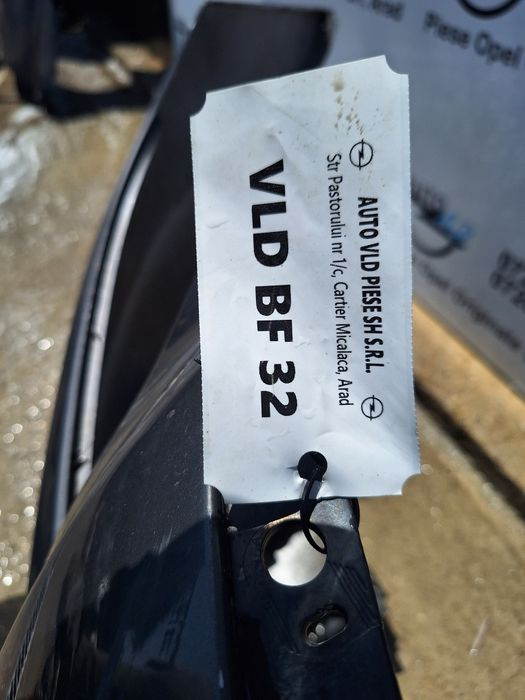 AUTO VLD PIESE SH S.R.L.
Str Pastorului nr 1/c, Cartier Micalaca, Arad
VLD BF 32
Piese Opel